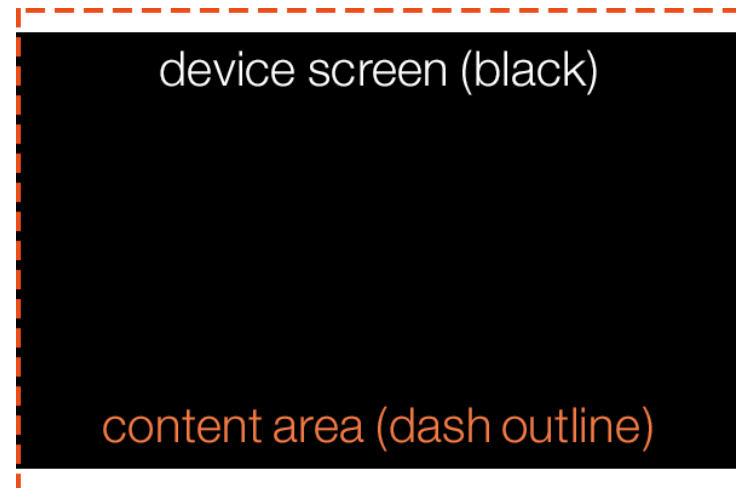 device screen (black)
content area (dash outline)